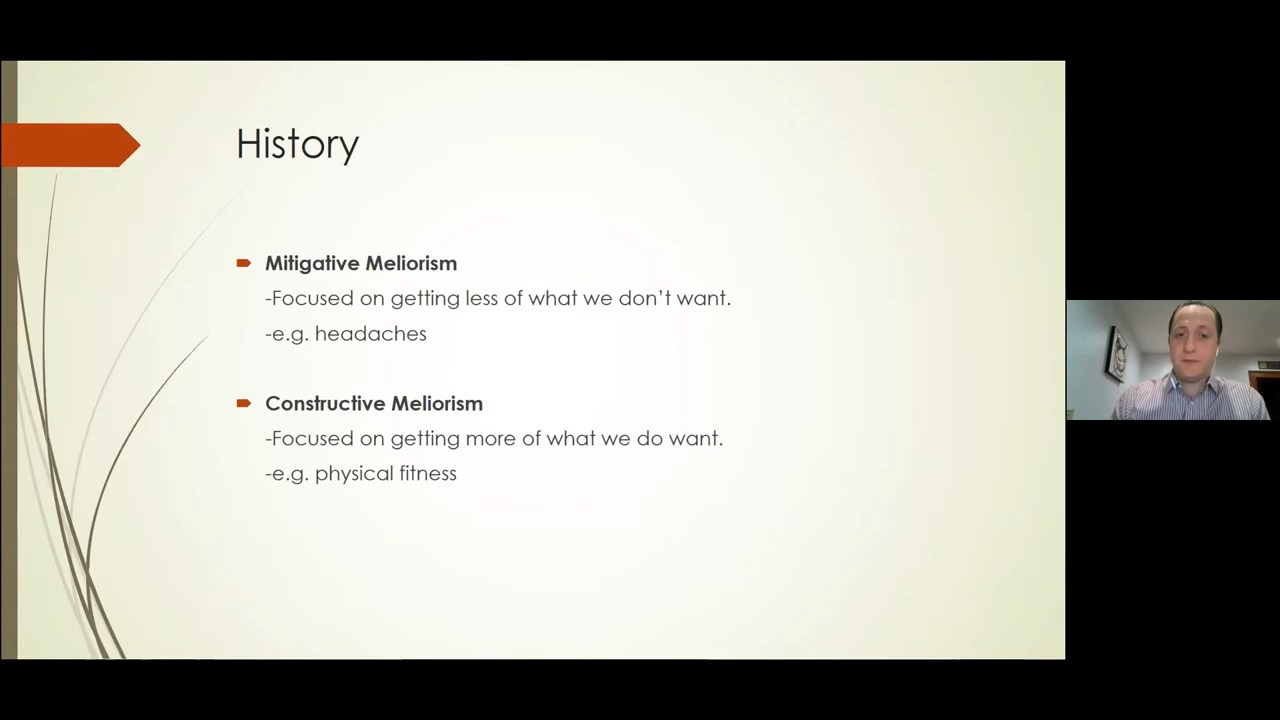 History
Mitigative Meliorism
-Focused on getting less of what we don’t want.
-e.g. headaches
Constructive Meliorism
-Focused on getting more of what we do want.
-e.g. physical fitness